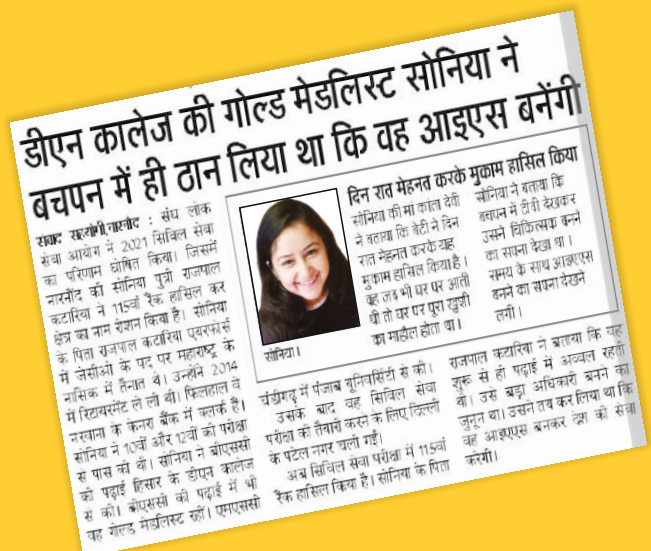 डीएन कालेज की गोल्ड मेडलिस्ट सोनिया ने
बचपन में ही ठान लिया था कि वह आइएस बनेंगी
संवाद सहयोगी, नारनौंद : संघ लोक
सेवा आयोग ने 2021 सिविल सेवा
का परिणाम घोषित किया। जिसमें
नारनौंद की सोनिया पुत्री राजपाल
कटारिया ने 115वां रैंक हासिल कर
क्षेत्र का नाम रोशन किया है। सोनिया
के पिता राजपाल कटारिया एयरफोर्स
में जेसीओ के पद पर महाराष्ट्र के
नासिक में तैनात थे। उन्होंने 2014
में रिटायरमेंट ले ली थी। फिलहाल वे
नरवाना के केनरा बैंक में क्लर्क हैं।
सोनिया ने 10वीं और 12वीं की परीक्षा
से पास की थी। सोनिया ने बीएससी
की पढ़ाई हिसार के डीएन कालेज
से की। बीएससी की पढ़ाई में भी
वह गोल्ड मेडलिस्ट रहीं। एमएससी
दिन रात मेहनत करके मुकाम हासिल किया
सोनिया।
सोनिया की मां कांता देवी
ने बताया कि बेटी ने दिन
रात मेहनत करके यह
मुकाम हासिल किया है।
वह जब भी घर पर आती
थी तो घर पर पूरा खुशी
का माहौल होता था।
सोनिया ने बताया कि
बचपन में टीवी देखकर
उसने चिकित्सक बनने
का सपना देखा था।
समय के साथ आइएएस
बनने का सपना देखने
लगी।
चंडीगढ़ में पंजाब यूनिवर्सिटी से की।
उसके बाद वह सिविल सेवा
परीक्षा की तैयारी करने के लिए दिल्ली
के पटेल नगर चली गई।
अब सिविल सेवा परीक्षा में 115वां
रैंक हासिल किया है। सोनिया के पिता
राजपाल कटारिया ने बताया कि वह
शुरू से ही पढ़ाई में अव्वल रहती
थी। उसे बड़ा अधिकारी बनने का
जुनून था। उसने तय कर लिया था कि
वह आइएएस बनकर देश की सेवा
करेगी।